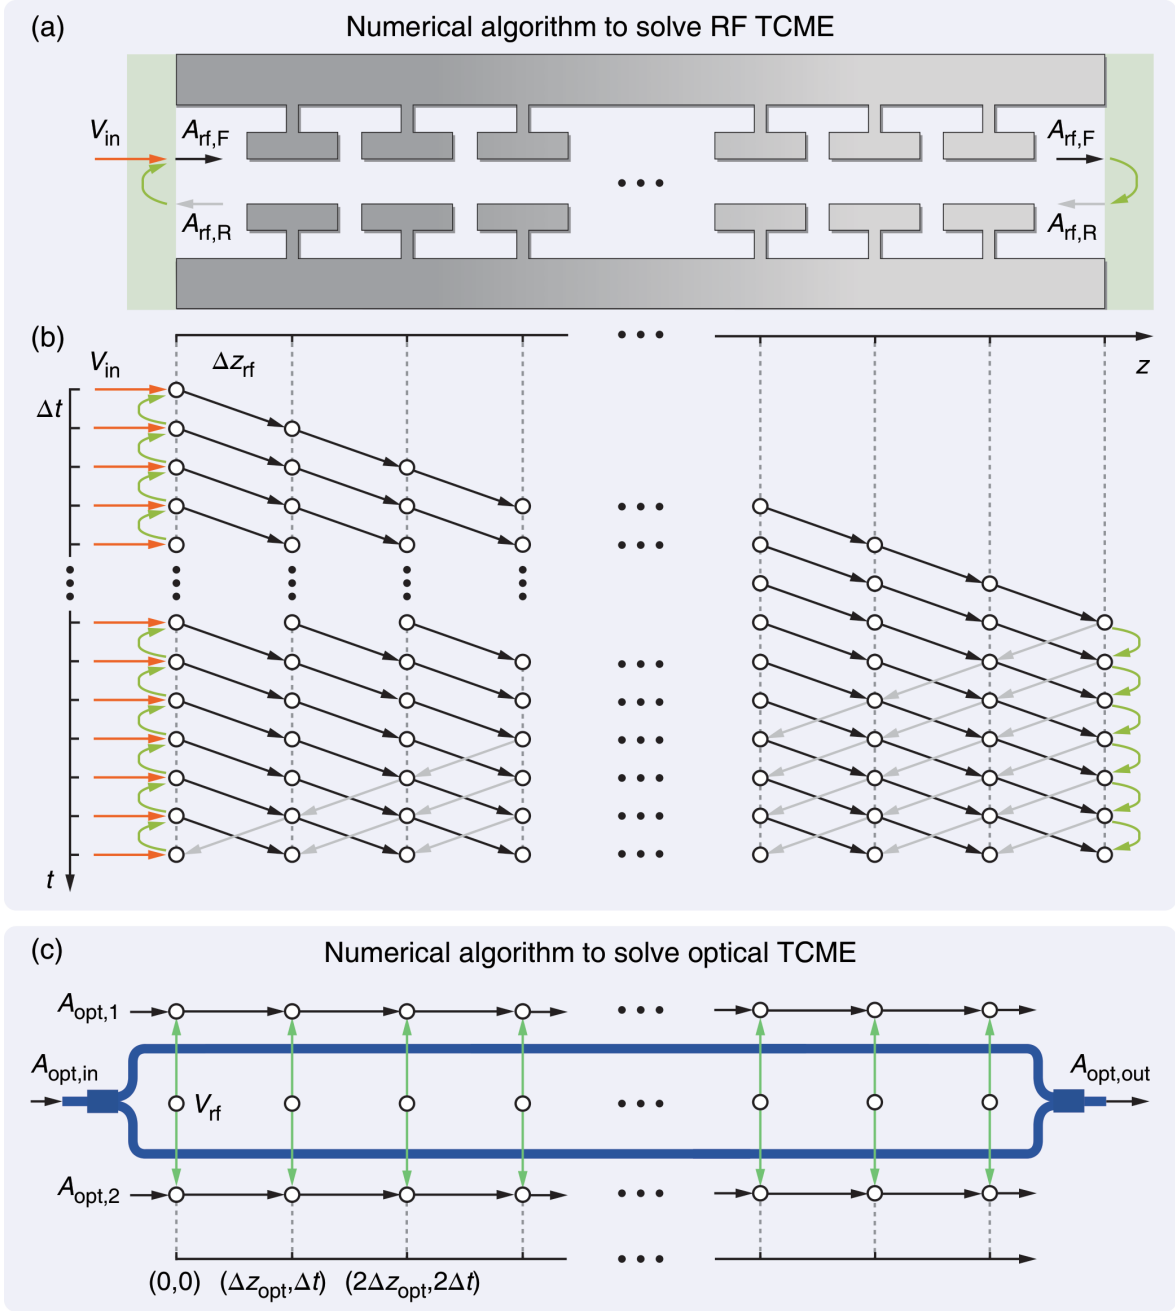 (a) Numerical algorithm to solve RF TCME
V_in A_rf,F A_rf,F
A_rf,R A_rf,R
(b)
V_in Δz_rf z
Δt
t
(c) Numerical algorithm to solve optical TCME
A_opt,1
A_opt,in A_opt,out
V_rf
A_opt,2
(0,0) (Δz_opt,Δt) (2Δz_opt,2Δt)